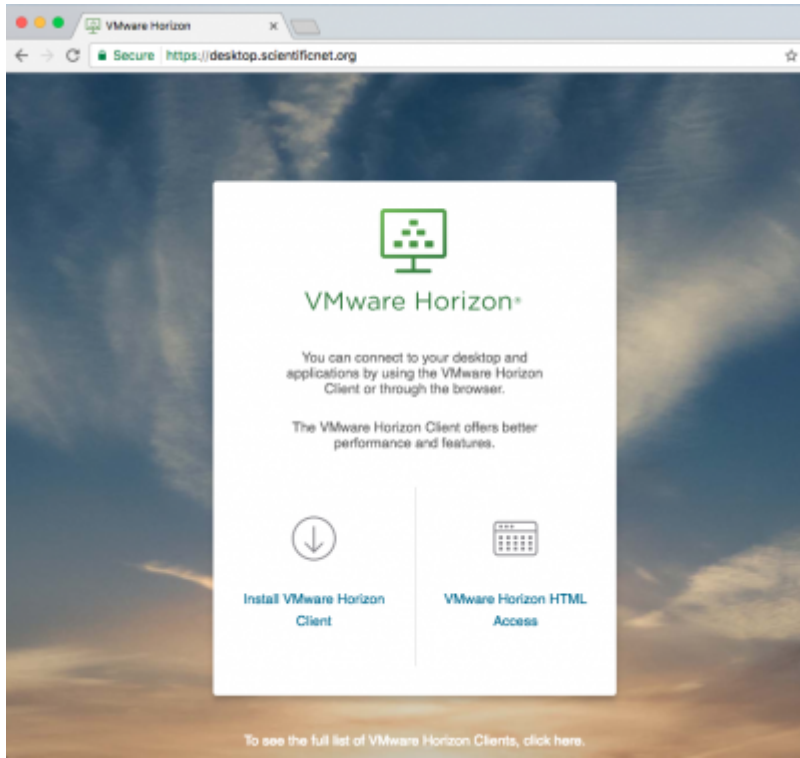 VMware Horizon
Secure https://desktop.scientificnet.org
VMware Horizon®
You can connect to your desktop and
applications by using the VMware Horizon
Client or through the browser.
The VMware Horizon Client offers better
performance and features.
Install VMware Horizon
Client
VMware Horizon HTML
Access
To see the full list of VMware Horizon Clients, click here.